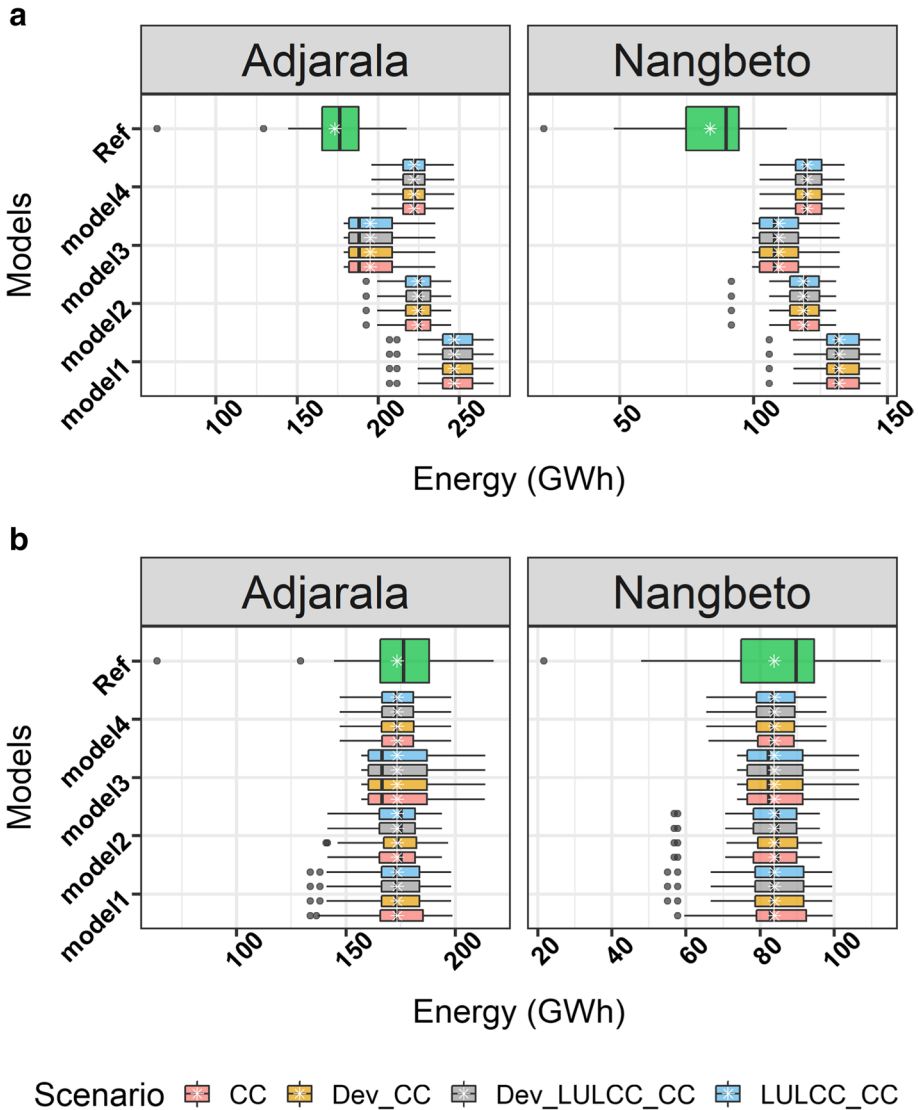 a
Adjarala Nangbeto
Models
Ref
model4
model3
model2
model1
100 150 200 250 50 100 150
Energy (GWh)
b
Adjarala Nangbeto
Models
Ref
model4
model3
model2
model1
100 150 200 20 40 60 80 100
Energy (GWh)
Scenario CC Dev_CC Dev_LULCC_CC LULCC_CC